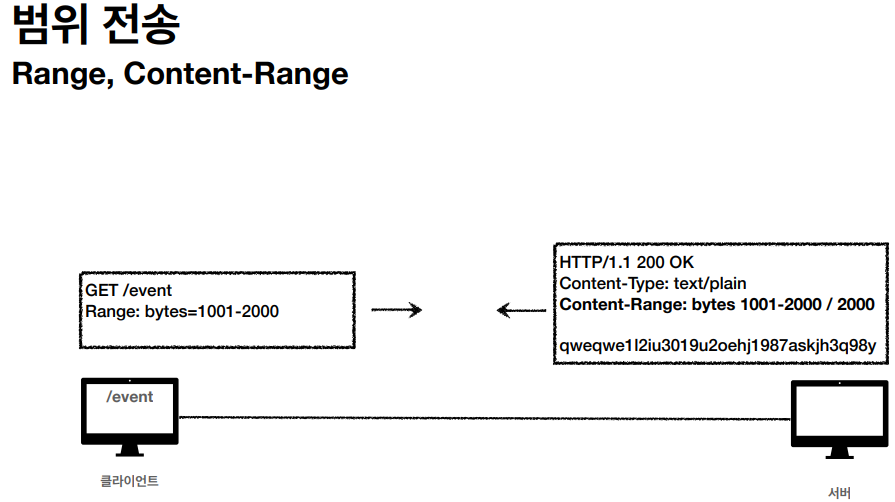 범위 전송
Range, Content-Range
GET /event
Range: bytes=1001-2000
HTTP/1.1 200 OK
Content-Type: text/plain
Content-Range: bytes 1001-2000 / 2000
qweqwe1l2iu3019u2oehj1987askjh3q98y
/event
클라이언트
서버